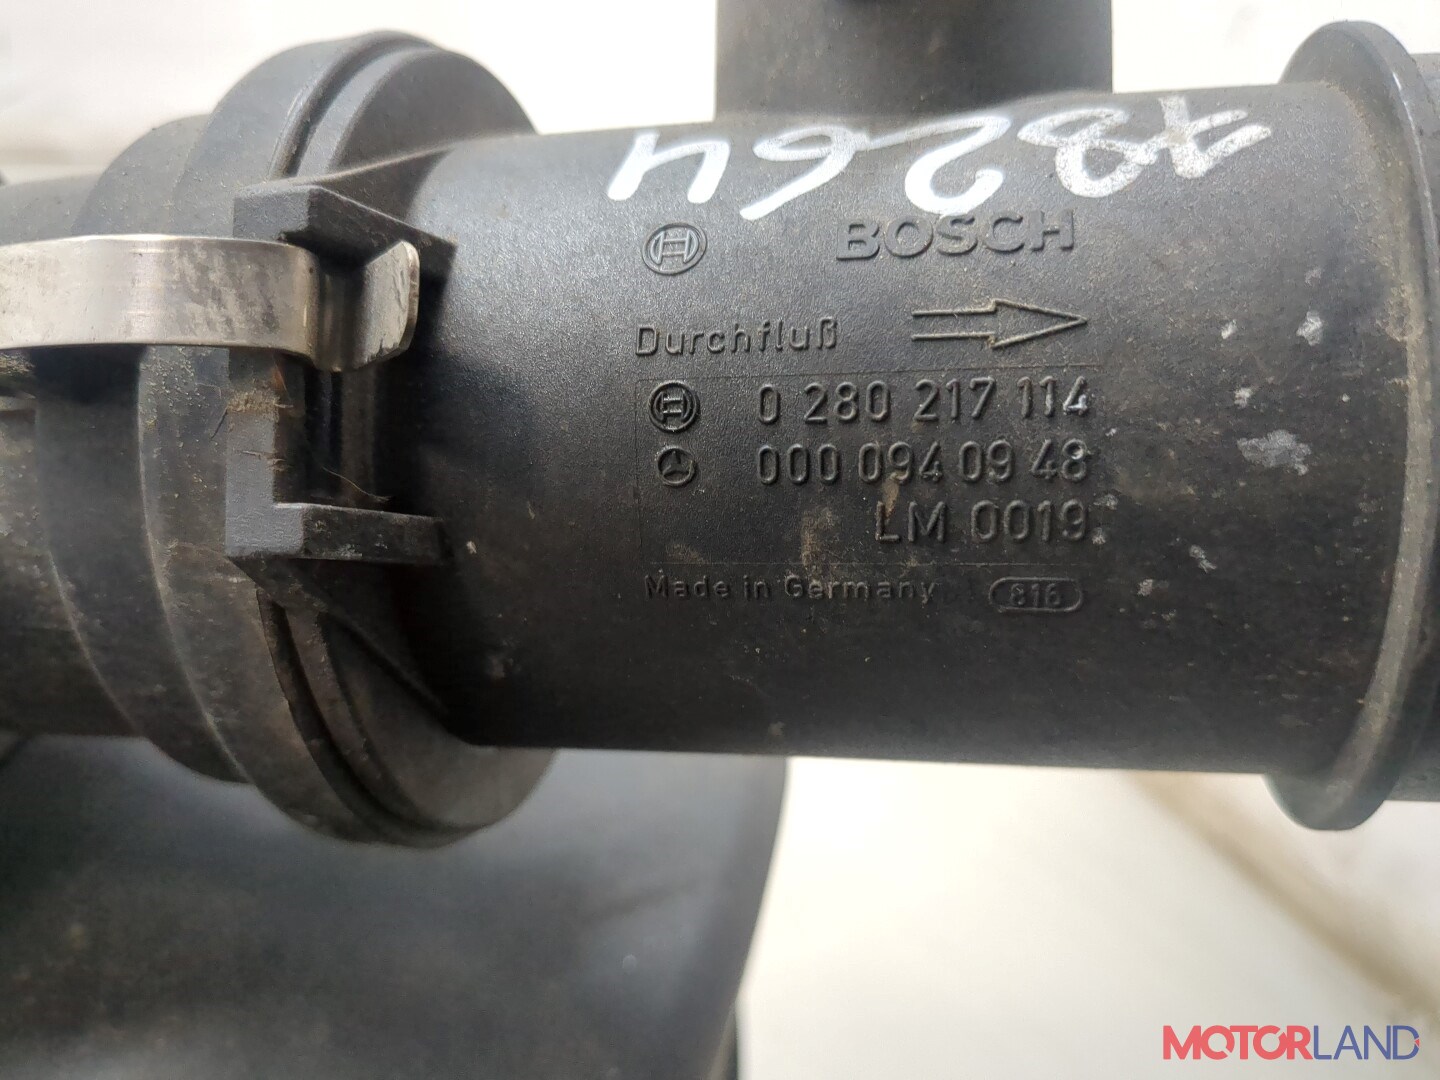 78264
BOSCH
Durchfluß
0 280 217 114
000 094 09 48
LM 0019
Made in Germany 816
MOTORLAND